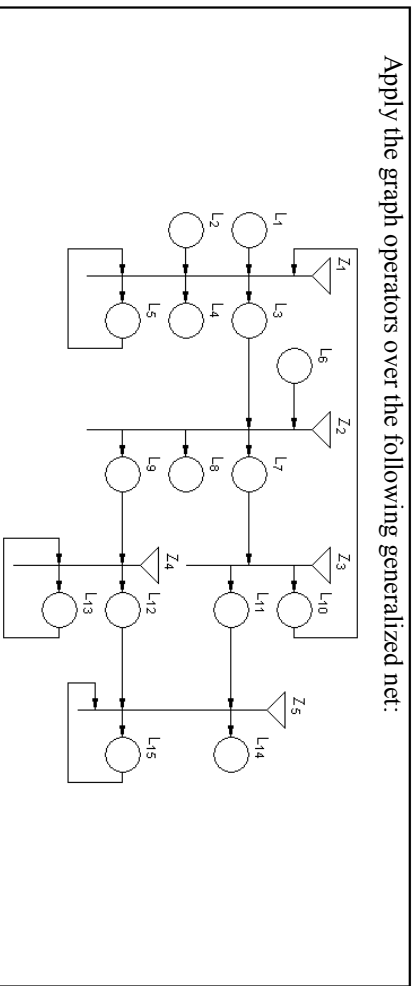 Apply the graph operators over the following generalized net:
Z1
Z2
Z3
L6
L10
L1
L3
L7
L11
L14
Z5
L2
L4
L8
Z4
L5
L9
L12
L15
L13